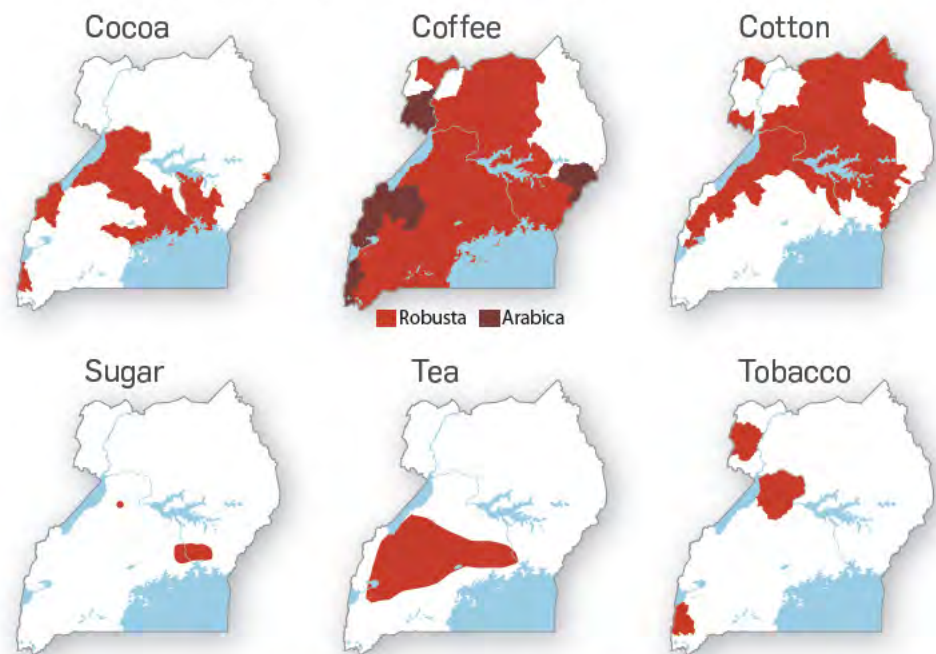 Cocoa
Coffee
Cotton
Robusta
Arabica
Sugar
Tea
Tobacco